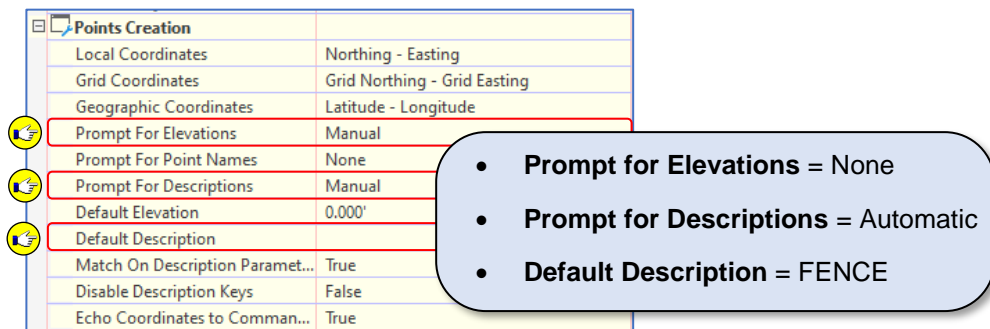 Points Creation
Local Coordinates Northing - Easting
Grid Coordinates Grid Northing - Grid Easting
Geographic Coordinates Latitude - Longitude
Prompt For Elevations Manual
Prompt For Point Names None
Prompt For Descriptions Manual
Default Elevation 0.000'
Default Description
Match On Description Paramet... True
Disable Description Keys False
Echo Coordinates to Comman... True
• Prompt for Elevations = None
• Prompt for Descriptions = Automatic
• Default Description = FENCE